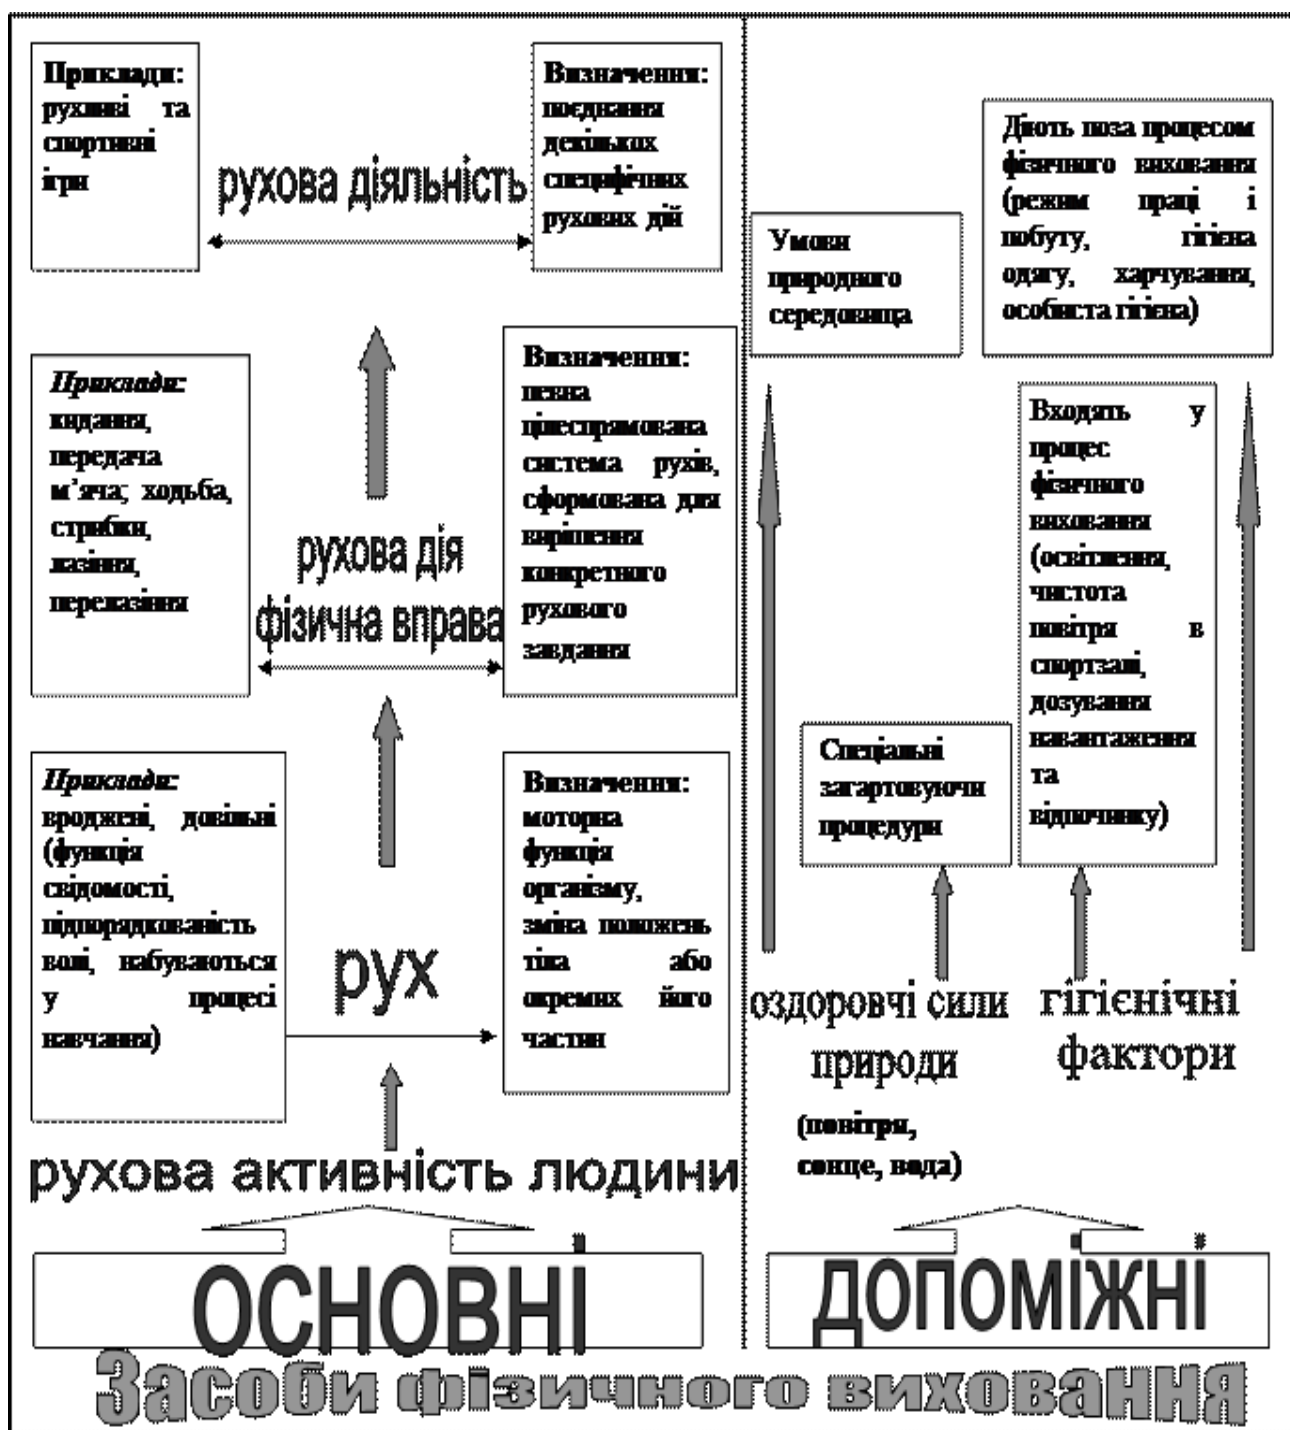 Приклади:
рухливі та
спортивні
ігри
рухова діяльність
Визначення:
поєднання
декількох
специфічних
рухових дій
Приклади:
кидання,
передача
м’яча; ходьба,
стрибки,
лазіння,
перелазіння
рухова дія
фізична вправа
Визначення:
певна
цілеспрямована
система рухів,
сформована для
вирішення
конкретного
рухового
завдання
Приклади:
вроджені, довільні
(функція
свідомості,
підпорядкованість
волі, набуваються
у процесі
навчання)
рух
Визначення:
моторна
функція
організму,
зміна положень
тіла або
окремих його
частин
рухова активність людини
ОСНОВНІ
Умови
природного
середовища
Діють поза процесом
фізичного виховання
(режим праці і
побуту, гігієна
одягу, харчування,
особиста гігієна)
Спеціальні
загартовуючи
процедури
Входять у
процес
фізичного
виховання
(освітлення,
чистота
повітря в
спортзалі,
дозування
навантаження
та
відпочинку)
оздоровчі сили
природи
(повітря,
сонце, вода)
гігієнічні
фактори
ДОПОМІЖНІ
Засоби фізичного виховання